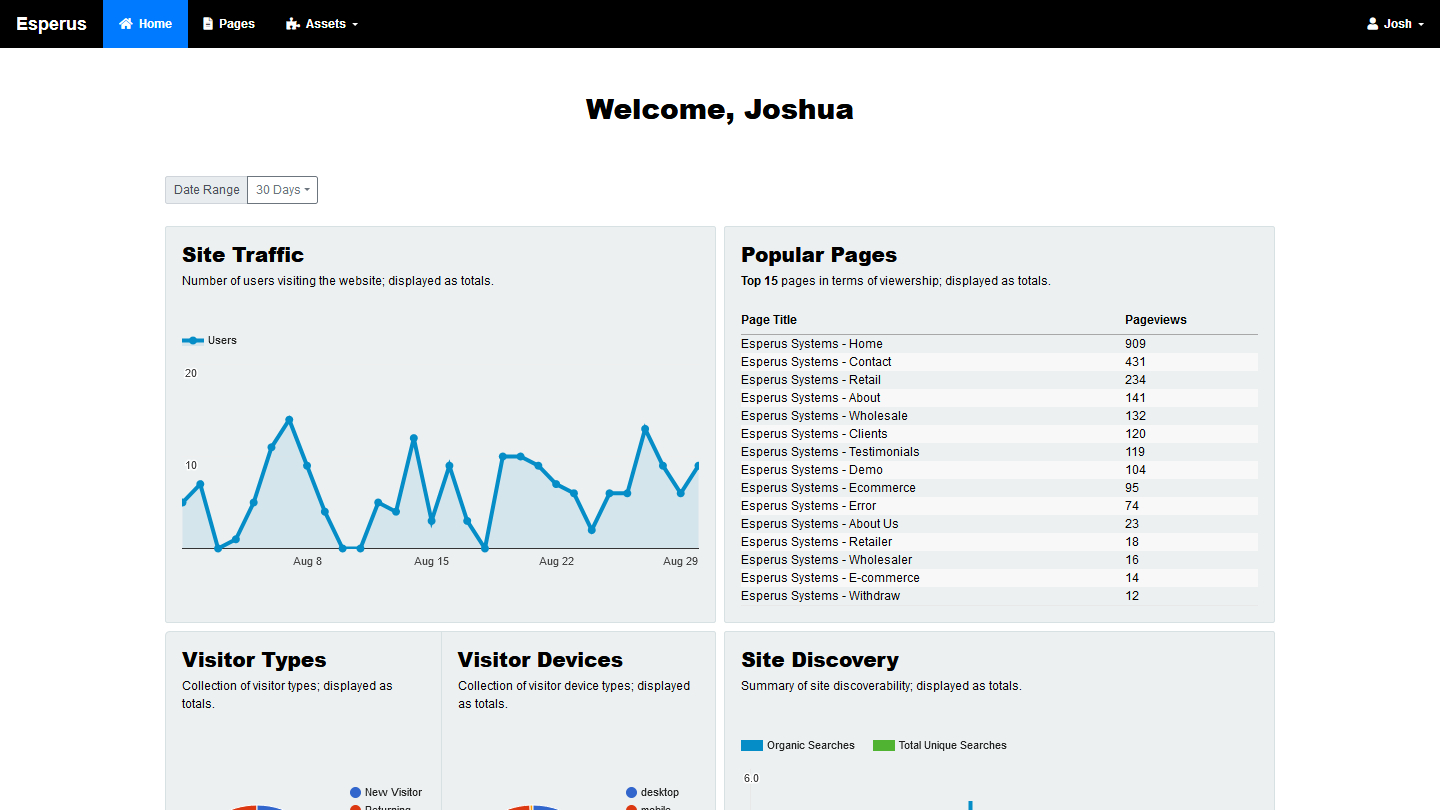 Esperus Home Pages Assets Josh
Welcome, Joshua
Date Range 30 Days
Site Traffic
Number of users visiting the website; displayed as totals.
Users
20
10
Aug 8 Aug 15 Aug 22 Aug 29
Popular Pages
Top 15 pages in terms of viewership; displayed as totals.
Page Title Pageviews
Esperus Systems - Home 909
Esperus Systems - Contact 431
Esperus Systems - Retail 234
Esperus Systems - About 141
Esperus Systems - Wholesale 132
Esperus Systems - Clients 120
Esperus Systems - Testimonials 119
Esperus Systems - Demo 104
Esperus Systems - Ecommerce 95
Esperus Systems - Error 74
Esperus Systems - About Us 23
Esperus Systems - Retailer 18
Esperus Systems - Wholesaler 16
Esperus Systems - E-commerce 14
Esperus Systems - Withdraw 12
Visitor Types
Collection of visitor types; displayed as
totals.
New Visitor
Returning
Visitor Devices
Collection of visitor device types; displayed
as totals.
desktop
mobile
Site Discovery
Summary of site discoverability; displayed as totals.
Organic Searches Total Unique Searches
6.0